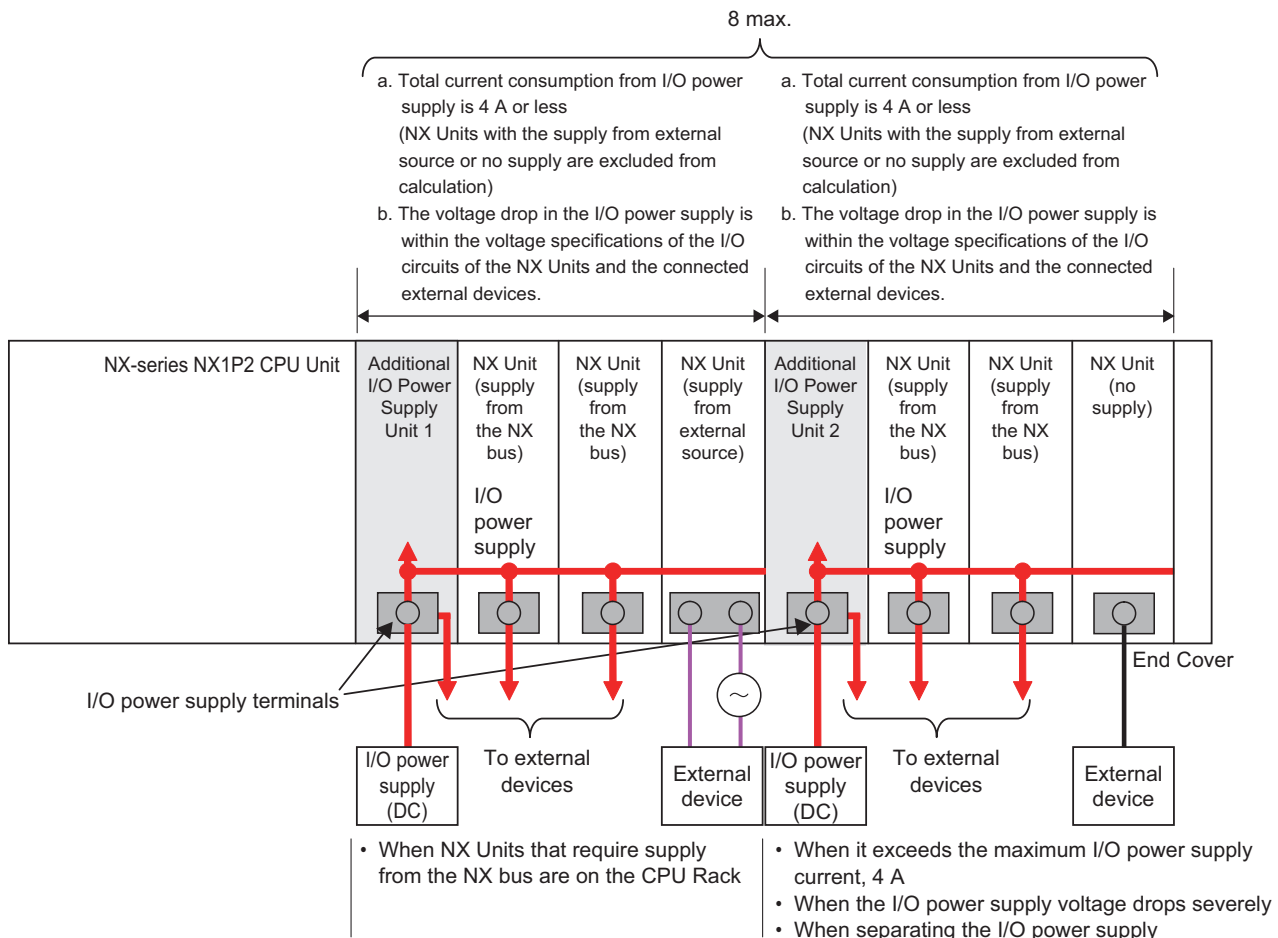 8 max.
a. Total current consumption from I/O power
supply is 4 A or less
(NX Units with the supply from external
source or no supply are excluded from
calculation)
b. The voltage drop in the I/O power supply is
within the voltage specifications of the I/O
circuits of the NX Units and the connected
external devices.
a. Total current consumption from I/O power
supply is 4 A or less
(NX Units with the supply from external
source or no supply are excluded from
calculation)
b. The voltage drop in the I/O power supply is
within the voltage specifications of the I/O
circuits of the NX Units and the connected
external devices.
NX-series NX1P2 CPU Unit
Additional
I/O Power
Supply
Unit 1
NX Unit
(supply
from
the NX
bus)
NX Unit
(supply
from
the NX
bus)
NX Unit
(supply
from
external
source)
Additional
I/O Power
Supply
Unit 2
NX Unit
(supply
from
the NX
bus)
NX Unit
(supply
from
the NX
bus)
NX Unit
(no
supply)
I/O
power
supply
I/O
power
supply
End Cover
I/O power supply terminals
I/O power
supply
(DC)
To external
devices
External
device
I/O power
supply
(DC)
To external
devices
External
device
• When NX Units that require supply
from the NX bus are on the CPU Rack
• When it exceeds the maximum I/O power supply
current, 4 A
• When the I/O power supply voltage drops severely
• When separating the I/O power supply